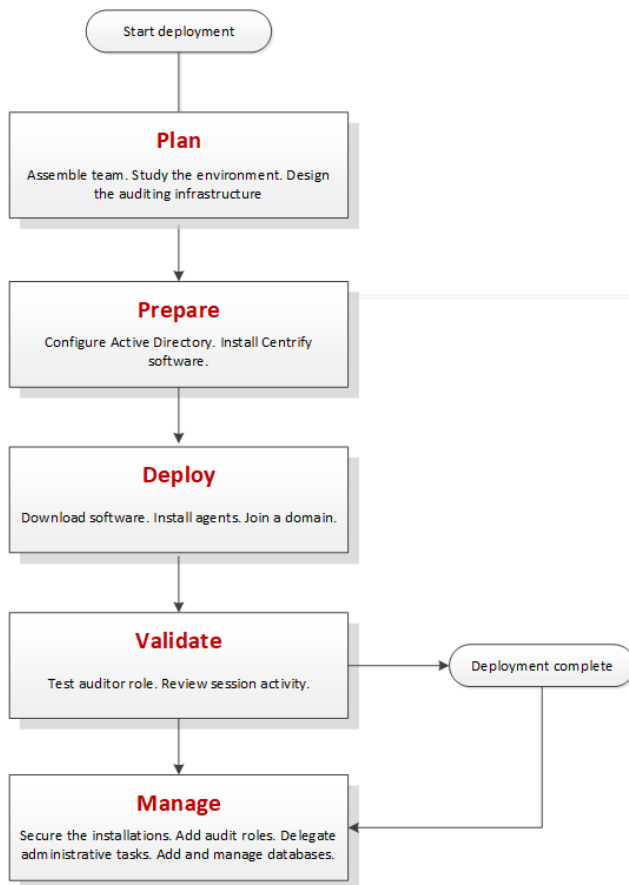 Start deployment
Plan
Assemble team. Study the environment. Design
the auditing infrastructure
Prepare
Configure Active Directory. Install Centrify
software.
Deploy
Download software. Install agents. Join a domain.
Validate
Test auditor role. Review session activity.
Deployment complete
Manage
Secure the installations. Add audit roles. Delegate
administrative tasks. Add and manage databases.